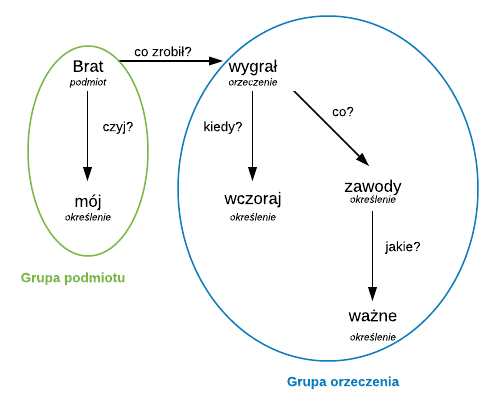 co zrobił?
Brat
podmiot
wygrał
orzeczenie
czyj?
kiedy?
co?
mój
określenie
wczoraj
określenie
zawody
określenie
jakie?
Grupa podmiotu
ważne
określenie
Grupa orzeczenia